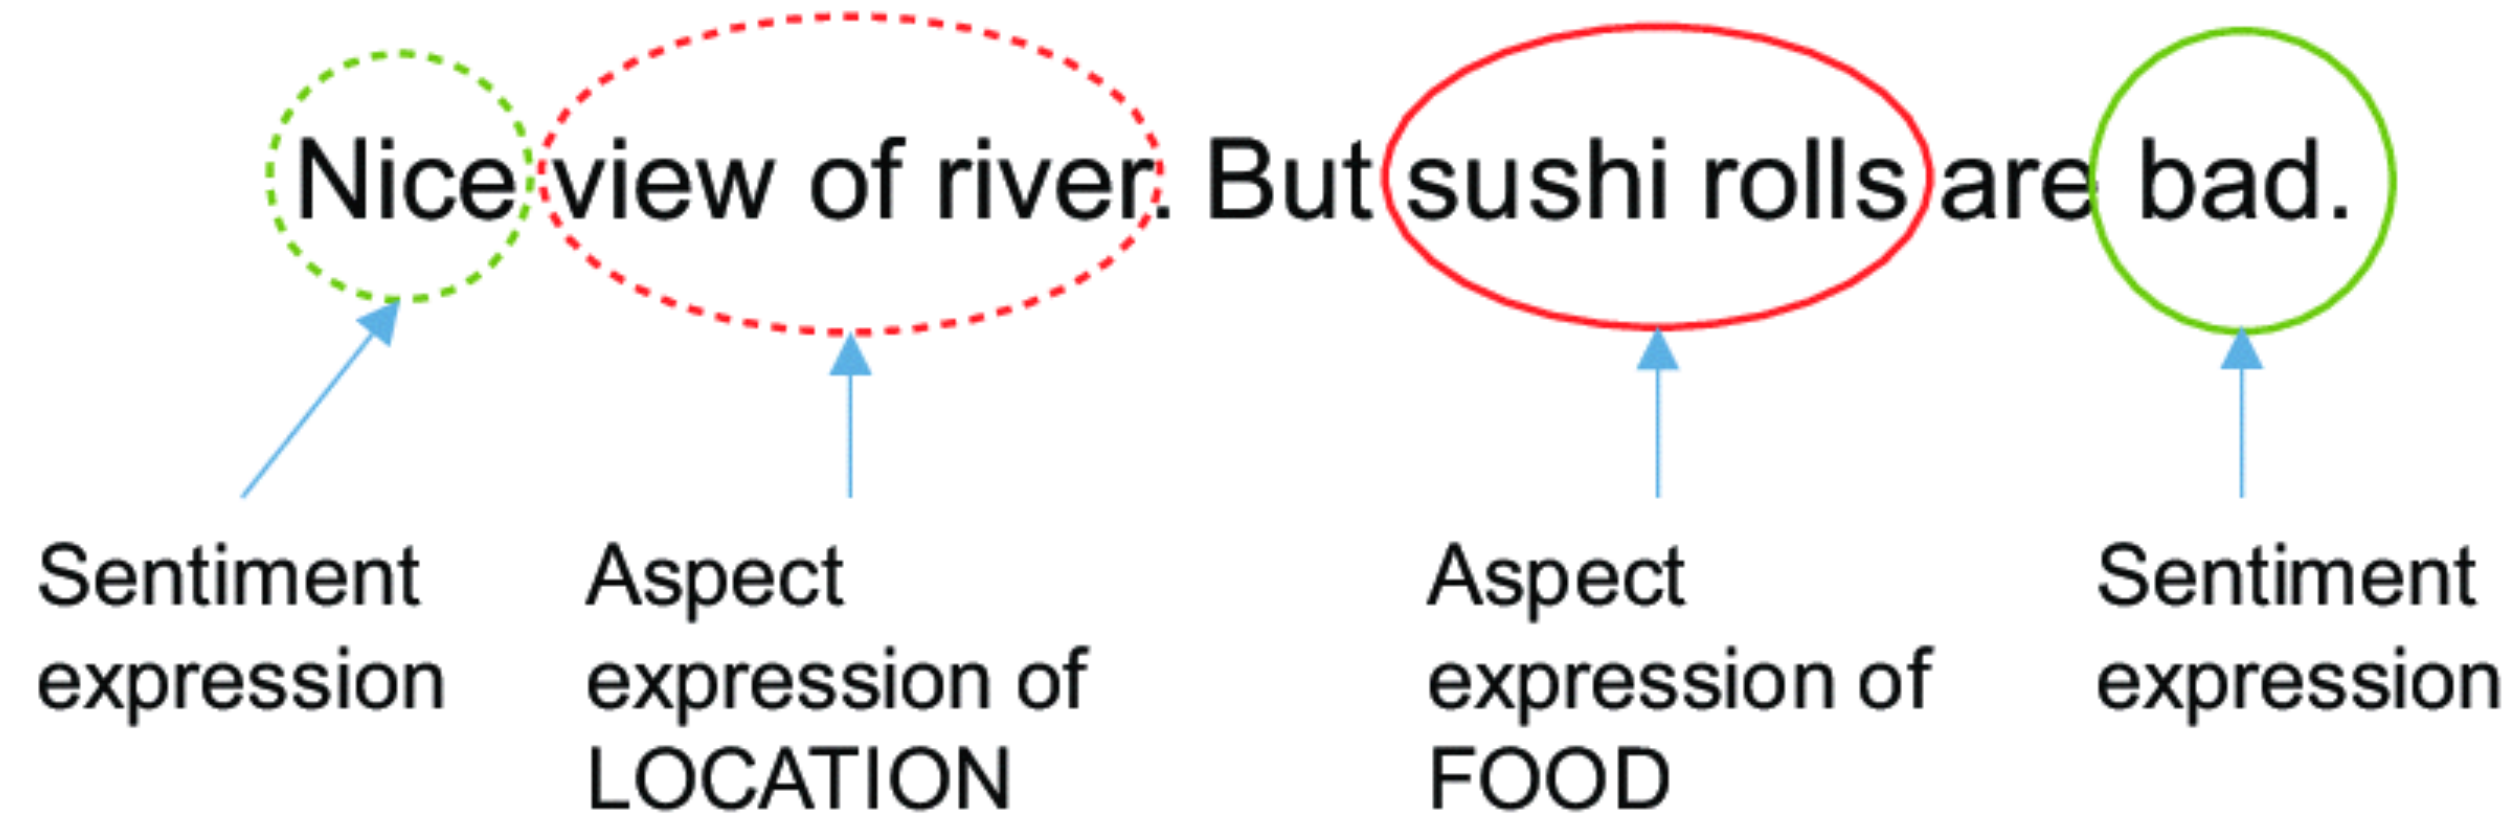 Nice view of river. But sushi rolls are bad.
Sentiment
expression
Aspect
expression of
LOCATION
Aspect
expression of
FOOD
Sentiment
expression